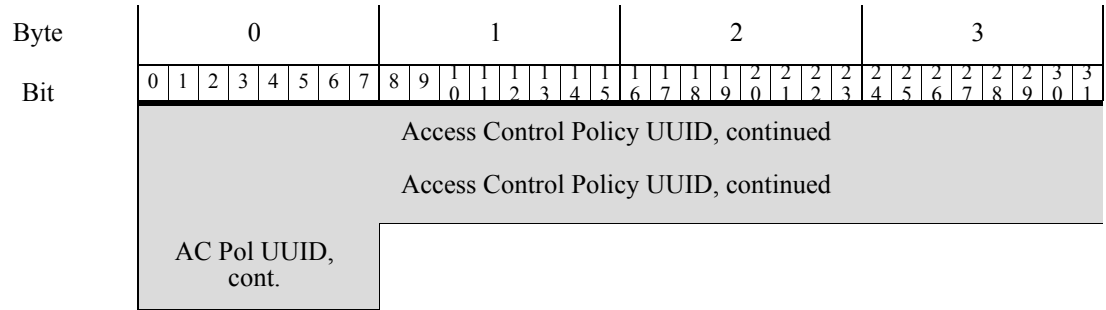 Byte 0 1 2 3
Bit 0 1 2 3 4 5 6 7 8 9 10 11 12 13 14 15 16 17 18 19 20 21 22 23 24 25 26 27 28 29 30 31
Access Control Policy UUID, continued
Access Control Policy UUID, continued
AC Pol UUID,
cont.